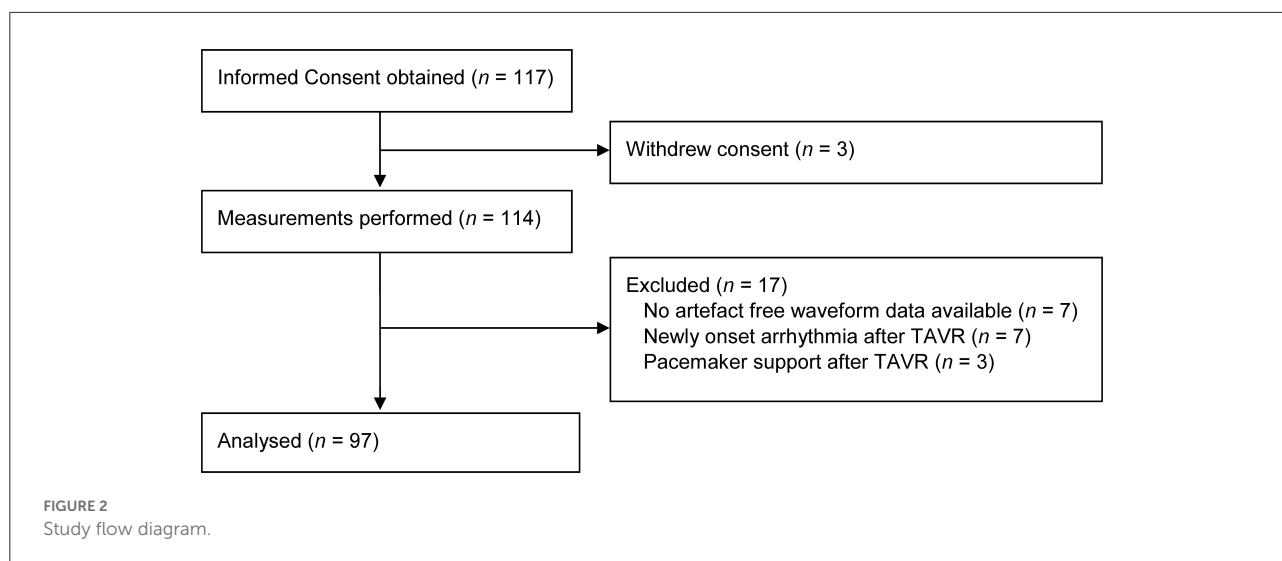 Informed Consent obtained (n = 117)
Withdrew consent (n = 3)
Measurements performed (n = 114)
Excluded (n = 17)
No artefact free waveform data available (n = 7)
Newly onset arrhythmia after TAVR (n = 7)
Pacemaker support after TAVR (n = 3)
Analysed (n = 97)
FIGURE 2
Study flow diagram.